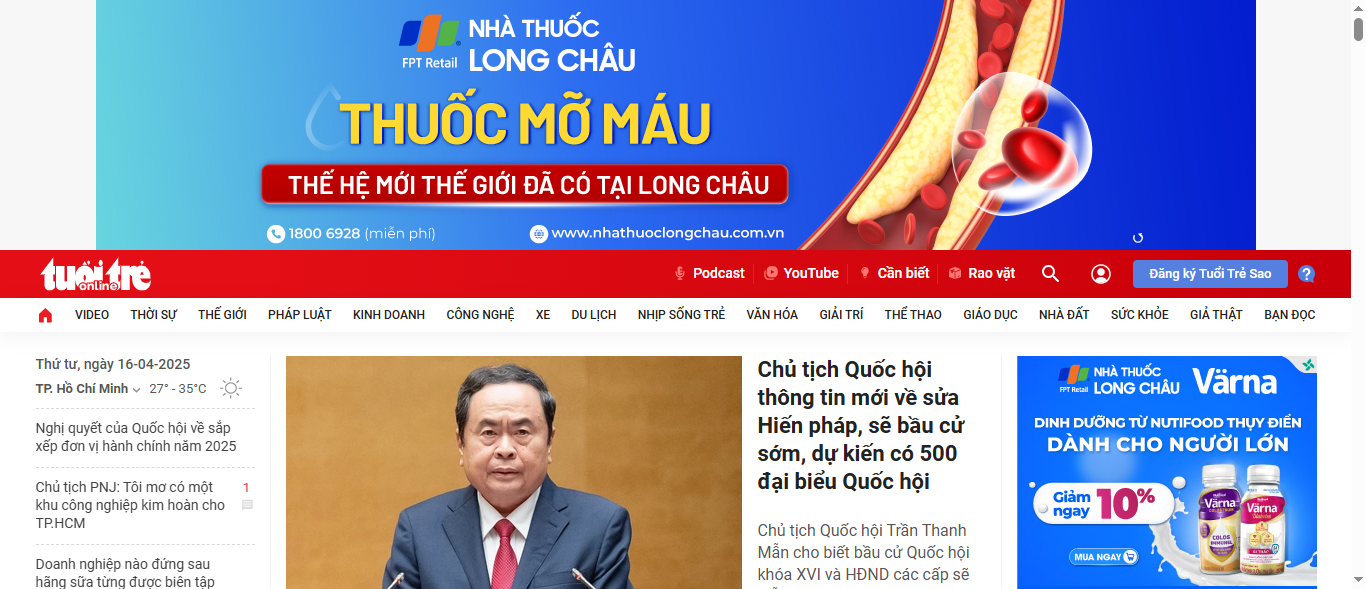 FPT Retail
NHÀ THUỐC
LONG CHÂU
THUỐC MỠ MÁU
THẾ HỆ MỚI THẾ GIỚI ĐÃ CÓ TẠI LONG CHÂU
1800 6928 (miễn phí)
www.nhathuoclongchau.com.vn
tuổi trẻ
online
Podcast
YouTube
Cần biết
Rao vặt
Đăng ký Tuổi Trẻ Sao
?
VIDEO
THỜI SỰ
THẾ GIỚI
PHÁP LUẬT
KINH DOANH
CÔNG NGHỆ
XE
DU LỊCH
NHỊP SỐNG TRẺ
VĂN HÓA
GIẢI TRÍ
THỂ THAO
GIÁO DỤC
NHÀ ĐẤT
SỨC KHỎE
GIẢ THẬT
BẠN ĐỌC
Thứ tư, ngày 16-04-2025
TP. Hồ Chí Minh 27° - 35°C
Nghị quyết của Quốc hội về sắp
xếp đơn vị hành chính năm 2025
Chủ tịch PNJ: Tôi mơ có một
khu công nghiệp kim hoàn cho
TP.HCM
1
Doanh nghiệp nào đứng sau
hãng sữa từng được biên tập
Chủ tịch Quốc hội
thông tin mới về sửa
Hiến pháp, sẽ bầu cử
sớm, dự kiến có 500
đại biểu Quốc hội
Chủ tịch Quốc hội Trần Thanh
Mẫn cho biết bầu cử Quốc hội
khóa XVI và HĐND các cấp sẽ
FPT Retail
NHÀ THUỐC
LONG CHÂU
Värna
DINH DƯỠNG TỪ NUTIFOOD THỤY ĐIỂN
DÀNH CHO NGƯỜI LỚN
Giảm
ngay 10%
MUA NGAY
Värna
COLOSTRUM
COLOS
IMMUNEL
Värna